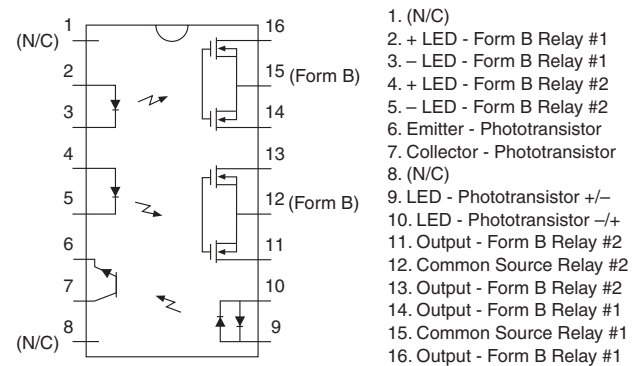 1
(N/C)
2
3
4
5
6
7
8
(N/C)
16
15 (Form B)
14
13
12 (Form B)
11
10
9
1. (N/C)
2. + LED - Form B Relay #1
3. – LED - Form B Relay #1
4. + LED - Form B Relay #2
5. – LED - Form B Relay #2
6. Emitter - Phototransistor
7. Collector - Phototransistor
8. (N/C)
9. LED - Phototransistor +/–
10. LED - Phototransistor –/+
11. Output - Form B Relay #2
12. Common Source Relay #2
13. Output - Form B Relay #2
14. Output - Form B Relay #1
15. Common Source Relay #1
16. Output - Form B Relay #1